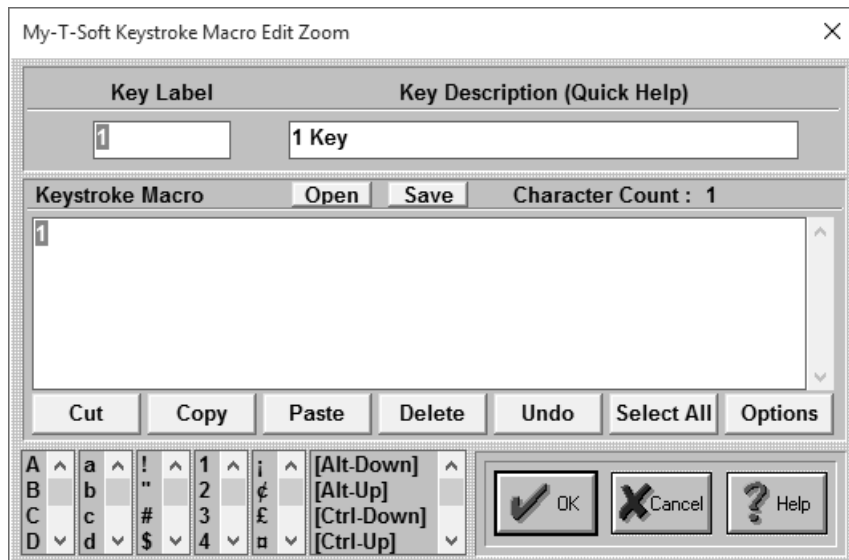 My-T-Soft Keystroke Macro Edit Zoom
Key Label Key Description (Quick Help)
1 1 Key
Keystroke Macro Open Save Character Count : 1
1
Cut Copy Paste Delete Undo Select All Options
A a ! 1 ¡ [Alt-Down]
B b " 2 ¢ [Alt-Up]
C c # 3 £ [Ctrl-Down]
D d $ 4 ¤ [Ctrl-Up]
OK Cancel Help